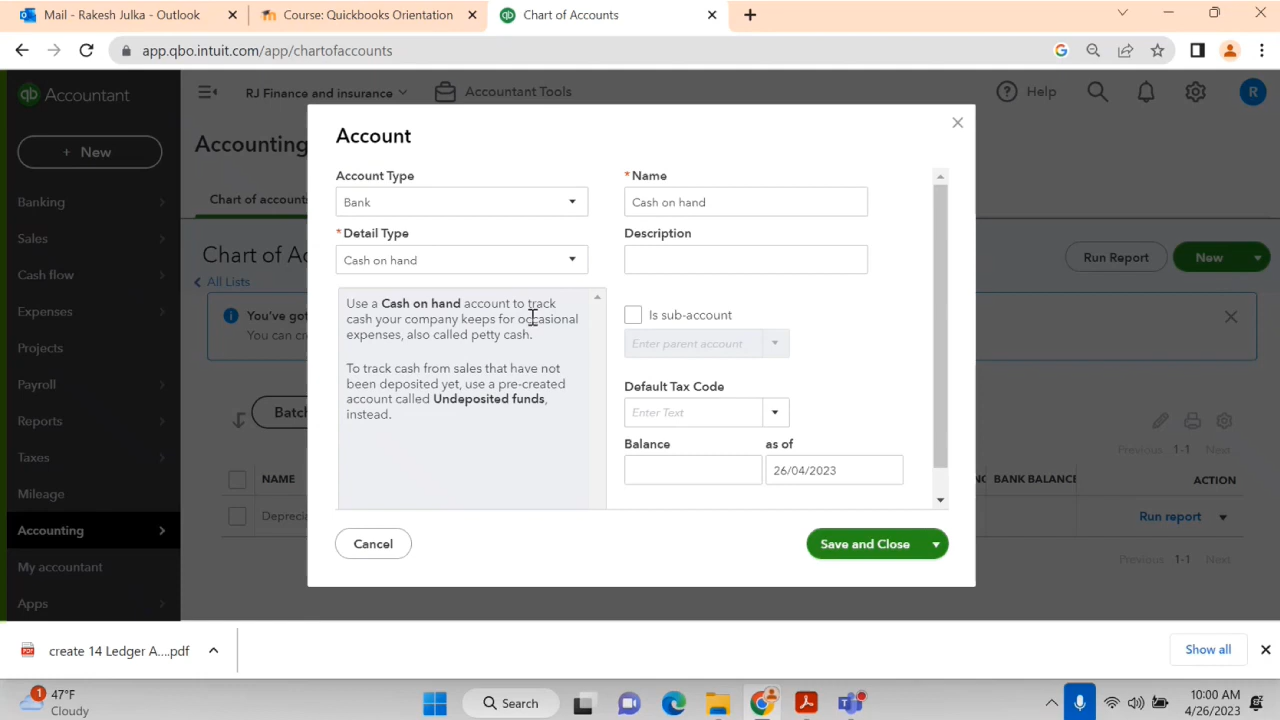 Mail - Rakesh Julka - Outlook
Course: Quickbooks Orientation
Chart of Accounts
app.qbo.intuit.com/app/chartofaccounts
qb Accountant
RJ Finance and insurance
Accountant Tools
Help
R
+ New
Accounting
Banking
Sales
Cash flow
Expenses
Projects
Payroll
Reports
Taxes
Mileage
Accounting
My accountant
Apps
Chart of accounts
Chart of Ac
All Lists
Run Report
New
You've got
Batch
Previous 1-1 Next
NAME
BANK BALANCE
ACTION
Deprecia
Run report
Previous 1-1 Next
Account
Account Type
Bank
*Detail Type
Cash on hand
Use a Cash on hand account to track
cash your company keeps for occasional
expenses, also called petty cash.
To track cash from sales that have not
been deposited yet, use a pre-created
account called Undeposited funds,
instead.
*Name
Cash on hand
Description
Is sub-account
Enter parent account
Default Tax Code
Enter Text
Balance
as of
26/04/2023
Cancel
Save and Close
create 14 Ledger A....pdf
Show all
1
47°F
Cloudy
Search
10:00 AM
4/26/2023